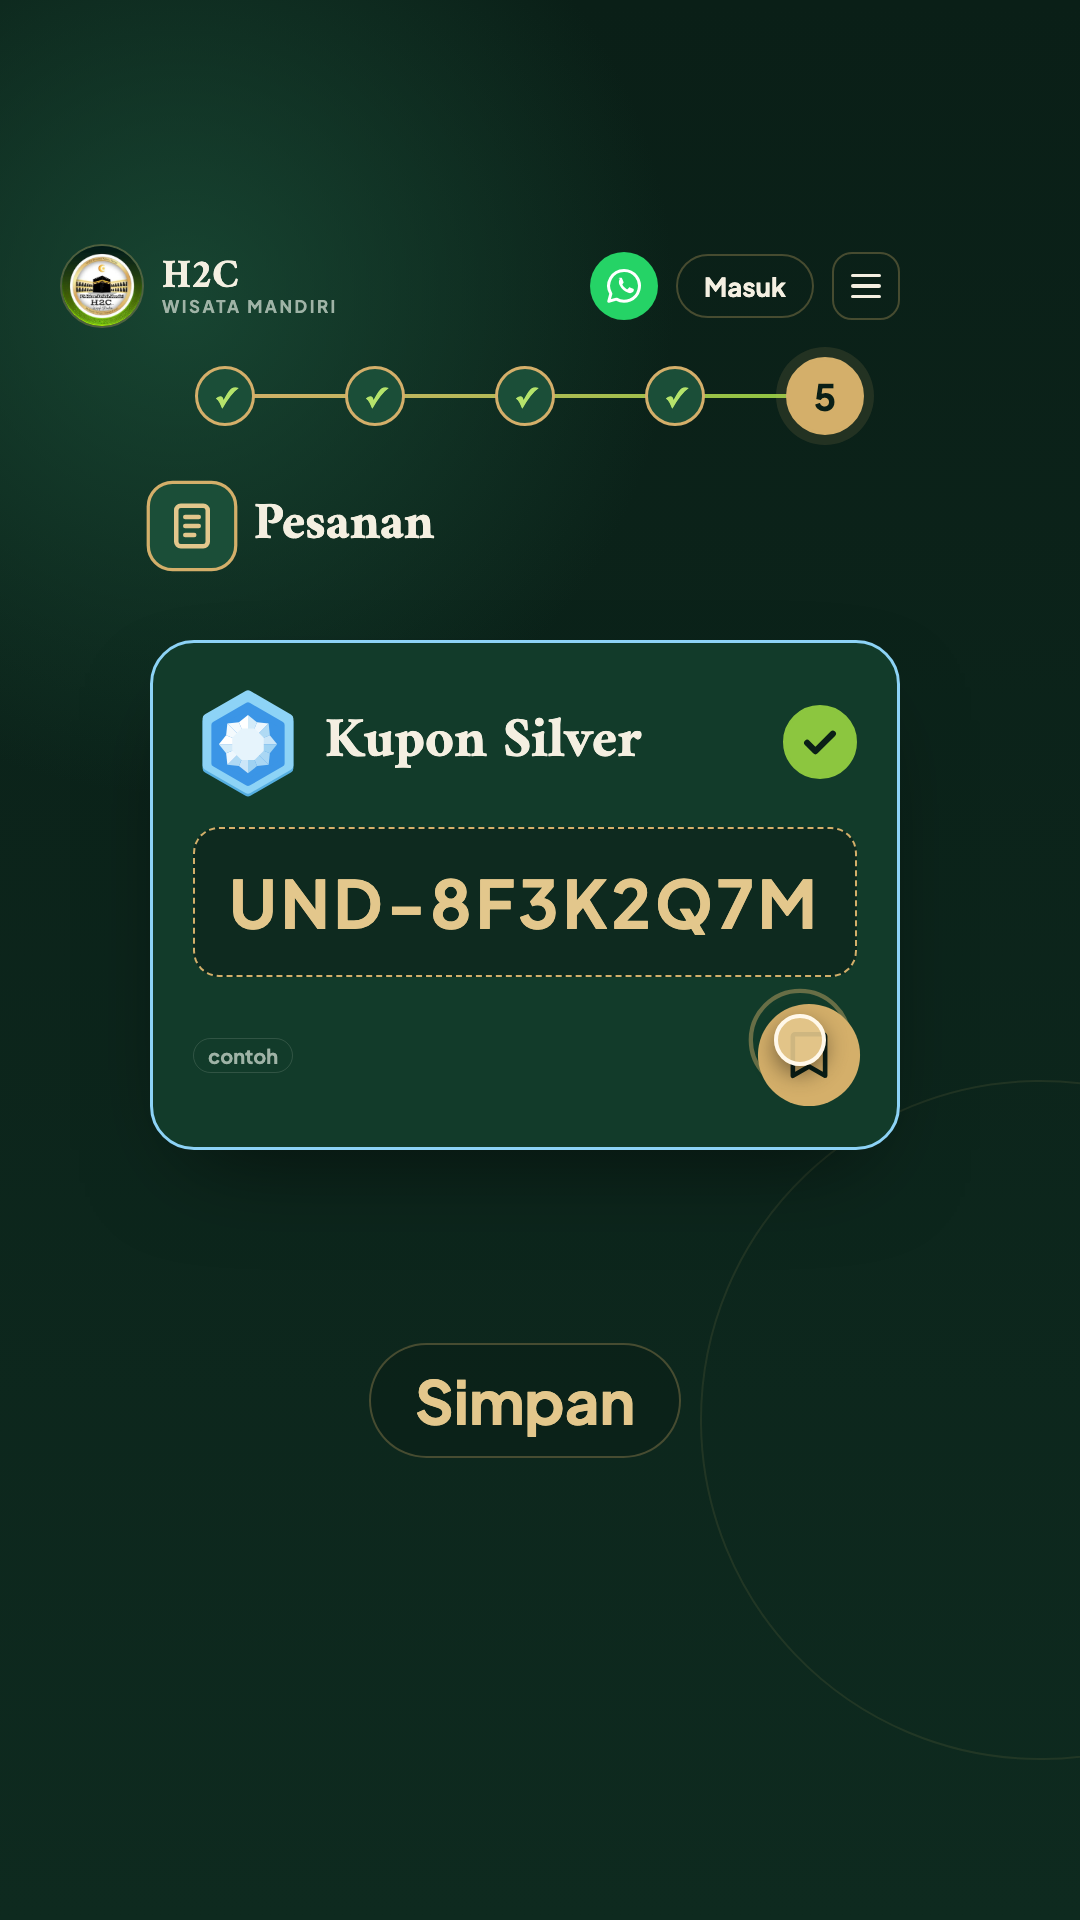 H2C
WISATA MANDIRI
Masuk
5
Pesanan
Kupon Silver
UND-8F3K2Q7M
contoh
Simpan